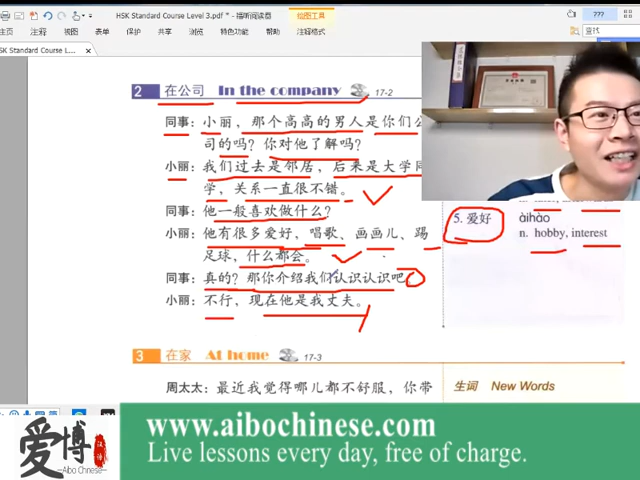 HSK Standard Course Level 3.pdf * - 福昕阅读器
绘图工具
???
主页
注释
视图
表单
保护
共享
浏览
特色功能
帮助
注释格式
查找
HSK Standard Course L...
2 在公司 In the company 17-2
同事：小丽，那个高高的男人是你们公
司的吗？你对他了解吗？
小丽：我们过去是邻居，后来是大学同
学，关系一直很不错。
同事：他一般喜欢做什么？
小丽：他有很多爱好，唱歌、画画儿、踢
足球，什么都会。
同事：真的？那你介绍我们认识认识吧
小丽：不行，现在他是我丈夫。
5. 爱好 àihào
n. hobby, interest
3 在家 At home 17-3
周太太：最近我觉得哪儿都不舒服，你带
生词 New Words
爱博
汉语
Aibo Chinese
www.aibochinese.com
Live lessons every day, free of charge.